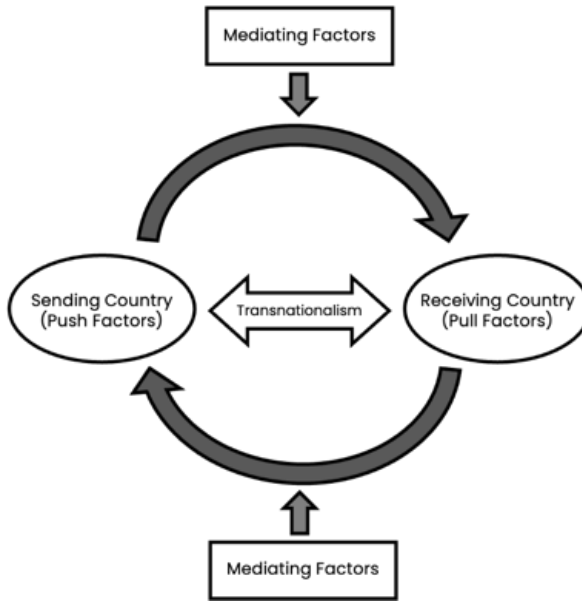 Mediating Factors
Sending Country
(Push Factors)
Transnationalism
Receiving Country
(Pull Factors)
Mediating Factors